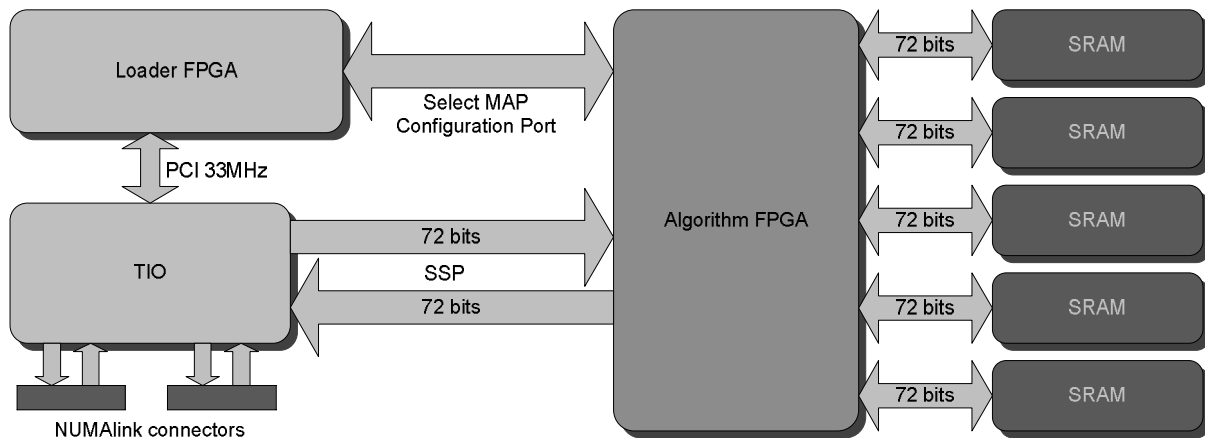 Loader FPGA
Select MAP
Configuration Port
PCI 33MHz
TIO
72 bits
SSP
72 bits
NUMAlink connectors
Algorithm FPGA
72 bits
SRAM
72 bits
SRAM
72 bits
SRAM
72 bits
SRAM
72 bits
SRAM